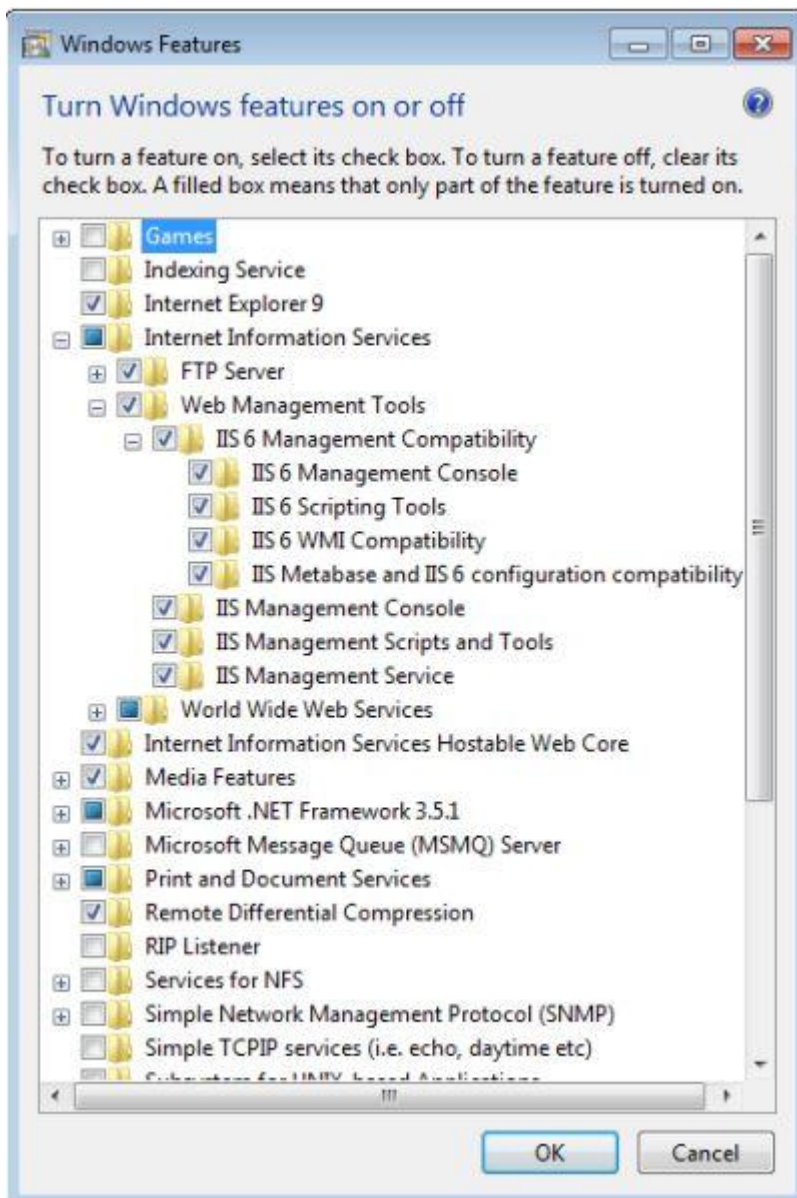 Windows Features
Turn Windows features on or off
To turn a feature on, select its check box. To turn a feature off, clear its
check box. A filled box means that only part of the feature is turned on.
Games
Indexing Service
Internet Explorer 9
Internet Information Services
FTP Server
Web Management Tools
IIS 6 Management Compatibility
IIS 6 Management Console
IIS 6 Scripting Tools
IIS 6 WMI Compatibility
IIS Metabase and IIS 6 configuration compatibility
IIS Management Console
IIS Management Scripts and Tools
IIS Management Service
World Wide Web Services
Internet Information Services Hostable Web Core
Media Features
Microsoft .NET Framework 3.5.1
Microsoft Message Queue (MSMQ) Server
Print and Document Services
Remote Differential Compression
RIP Listener
Services for NFS
Simple Network Management Protocol (SNMP)
Simple TCPIP services (i.e. echo, daytime etc)
Subsystem for UNIX-based Applications
OK Cancel